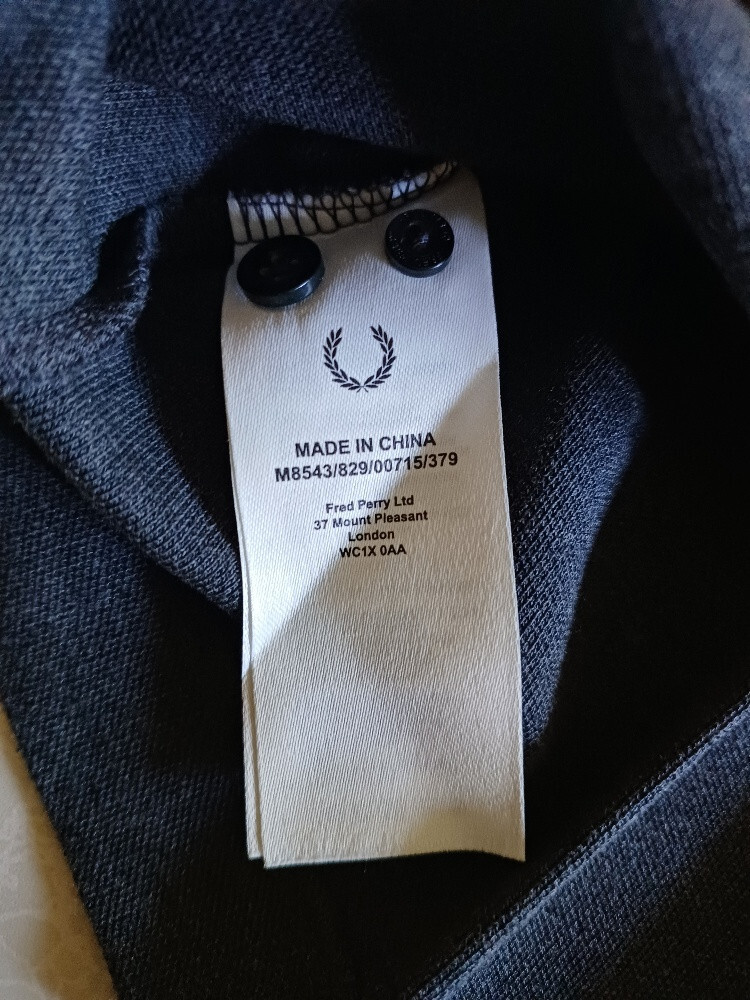 MADE IN CHINA
M8543/829/00715/379
Fred Perry Ltd
37 Mount Pleasant
London
WC1X 0AA